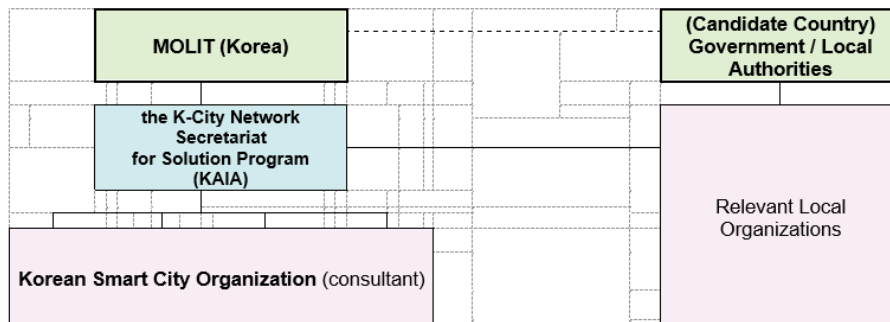 MOLIT (Korea)
(Candidate Country)
Government / Local
Authorities
the K-City Network
Secretariat
for Solution Program
(KAIA)
Relevant Local
Organizations
Korean Smart City Organization (consultant)